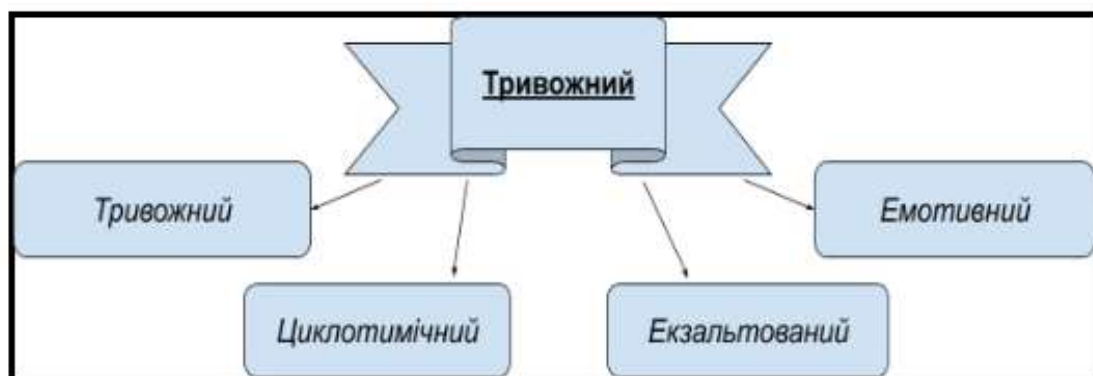 Тривожний
Тривожний
Емотивний
Циклотимічний
Екзальтований